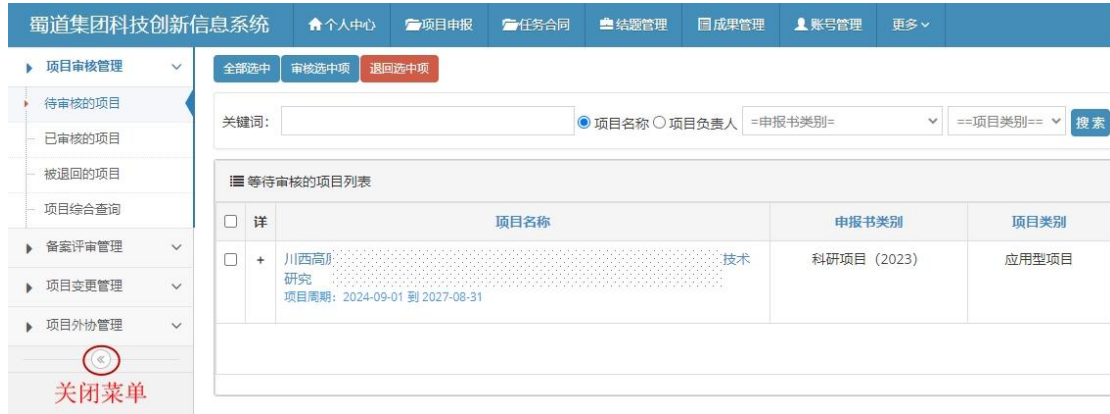 蜀道集团科技创新信息系统
个人中心 项目申报 任务合同 结题管理 成果管理 账号管理 更多
项目审核管理
待审核的项目
已审核的项目
被退回的项目
项目综合查询
备案评审管理
项目变更管理
项目外协管理
关闭菜单
全部选中 审核选中项 退回选中项
关键词: 项目名称 项目负责人 =申报书类别= ==项目类别== 搜索
等待审核的项目列表
详 项目名称 申报书类别 项目类别
+ 川西高原 技术 科研项目（2023） 应用型项目
研究
项目周期：2024-09-01 到 2027-08-31